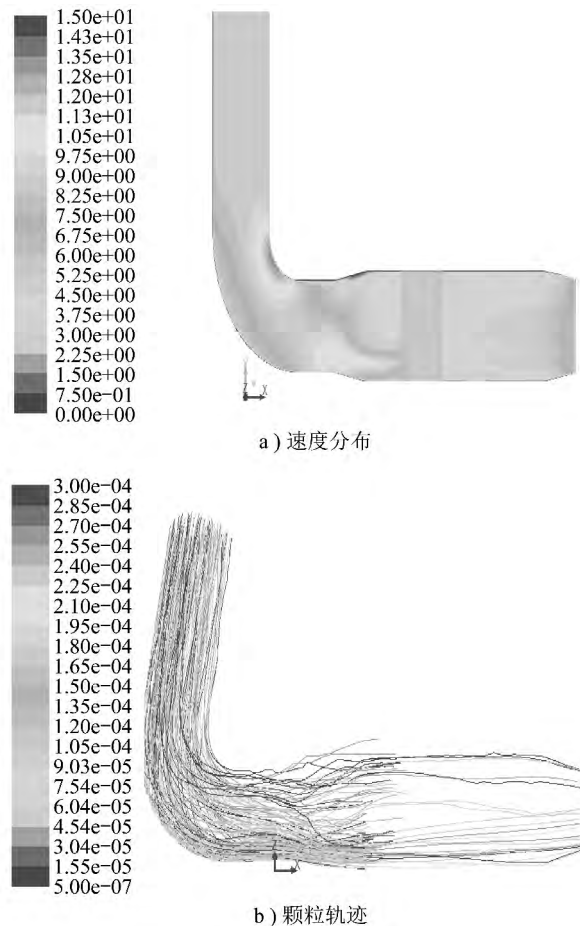 1.50e+01
1.43e+01
1.35e+01
1.28e+01
1.20e+01
1.13e+01
1.05e+01
9.75e+00
9.00e+00
8.25e+00
7.50e+00
6.75e+00
6.00e+00
5.25e+00
4.50e+00
3.75e+00
3.00e+00
2.25e+00
1.50e+00
7.50e-01
0.00e+00
a ) 速度分布
3.00e-04
2.85e-04
2.70e-04
2.55e-04
2.40e-04
2.25e-04
2.10e-04
1.95e-04
1.80e-04
1.65e-04
1.50e-04
1.35e-04
1.20e-04
1.05e-04
9.03e-05
7.54e-05
6.04e-05
4.54e-05
3.04e-05
1.55e-05
5.00e-07
b ) 颗粒轨迹